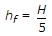 h_f = H/5